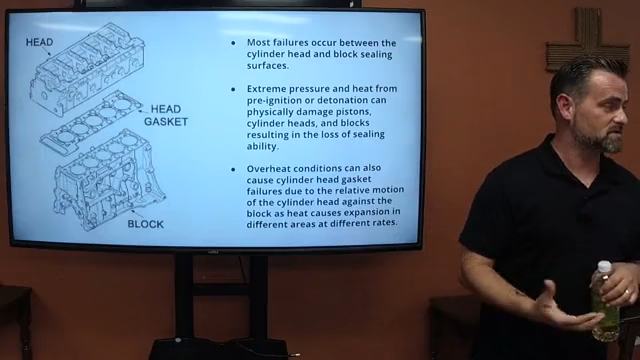 HEAD
HEAD
GASKET
BLOCK
• Most failures occur between the
cylinder head and block sealing
surfaces.
• Extreme pressure and heat from
pre-ignition or detonation can
physically damage pistons,
cylinder heads, and blocks
resulting in the loss of sealing
ability.
• Overheat conditions can also
cause cylinder head gasket
failures due to the relative motion
of the cylinder head against the
block as heat causes expansion in
different areas at different rates.